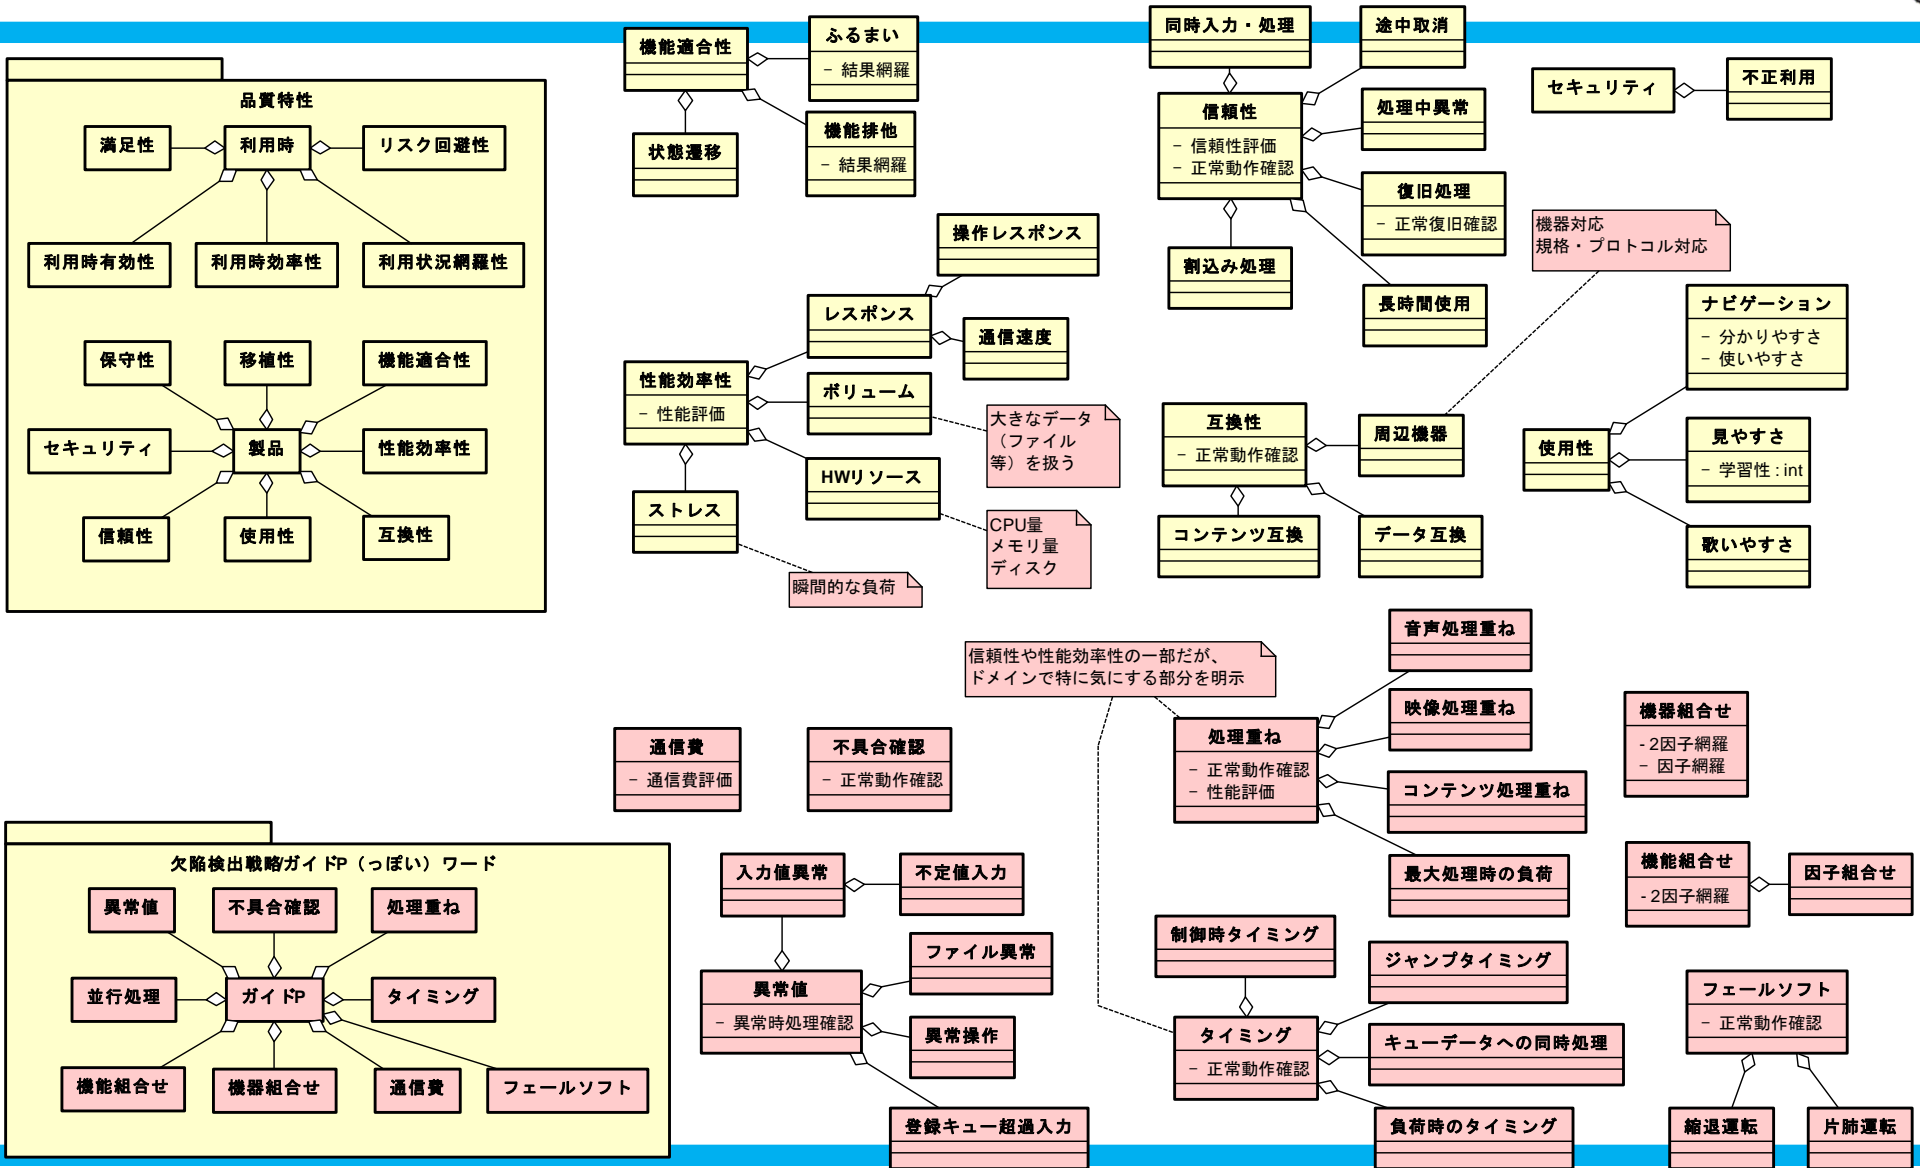 品質特性
満足性
利用時
リスク回避性
利用時有効性
利用時効率性
利用状況網羅性
保守性
移植性
機能適合性
セキュリティ
製品
性能効率性
信頼性
使用性
互換性
機能適合性
ふるまい
- 結果網羅
機能排他
- 結果網羅
状態遷移
操作レスポンス
レスポンス
通信速度
性能効率性
- 性能評価
ボリューム
大きなデータ
（ファイル
等）を扱う
HWリソース
CPU量
メモリ量
ディスク
ストレス
瞬間的な負荷
同時入力・処理
途中取消
信頼性
- 信頼性評価
- 正常動作確認
処理中異常
復旧処理
- 正常復旧確認
割込み処理
長時間使用
セキュリティ
不正利用
機器対応
規格・プロトコル対応
互換性
- 正常動作確認
周辺機器
コンテンツ互換
データ互換
ナビゲーション
- 分かりやすさ
- 使いやすさ
使用性
見やすさ
- 学習性 : int
歌いやすさ
信頼性や性能効率性の一部だが、
ドメインで特に気にする部分を明示
音声処理重ね
映像処理重ね
処理重ね
- 正常動作確認
- 性能評価
コンテンツ処理重ね
最大処理時の負荷
機器組合せ
- 2因子網羅
- 因子網羅
機能組合せ
- 2因子網羅
因子組合せ
通信費
- 通信費評価
不具合確認
- 正常動作確認
欠陥検出戦略/ガイドP（っぽい）ワード
異常値
不具合確認
処理重ね
並行処理
ガイドP
タイミング
機能組合せ
機器組合せ
通信費
フェールソフト
入力値異常
不定値入力
ファイル異常
異常値
- 異常時処理確認
異常操作
登録キュー超過入力
制御時タイミング
ジャンプタイミング
タイミング
- 正常動作確認
キューデータへの同時処理
負荷時のタイミング
フェールソフト
- 正常動作確認
縮退運転
片肺運転